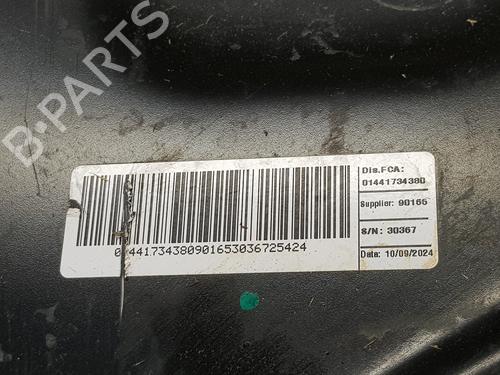 B-PARTS
Dis.FCA:
01441734380
Supplier: 90165
S/N: 30367
Date: 10/09/2024
01441734380901653036725424